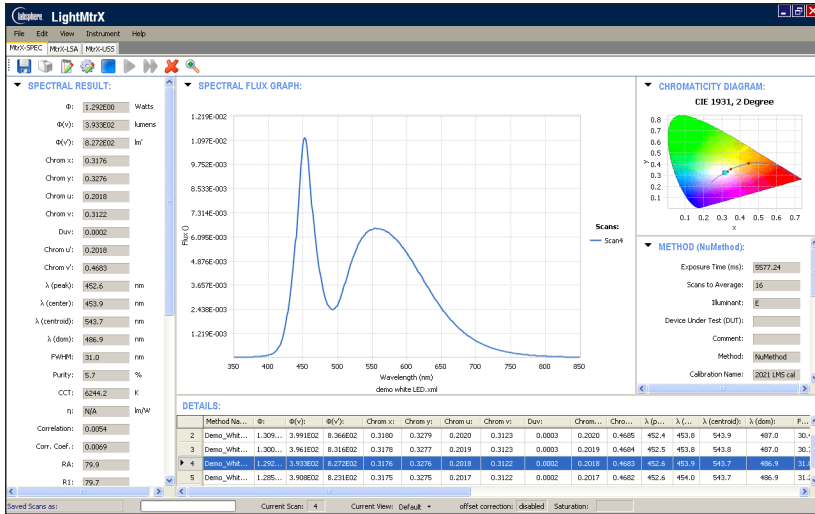 labsphere. LightMtrX
File Edit View Instrument Help
MtrX-SPEC MtrX-LSA MtrX-USS
SPECTRAL RESULT:
Φ: 1.292E00 Watts
Φ(v): 3.933E02 lumens
Φ(v'): 8.272E02 lm'
Chrom x: 0.3176
Chrom y: 0.3276
Chrom u: 0.2018
Chrom v: 0.3122
Duv: 0.0002
Chrom u': 0.2018
Chrom v': 0.4683
λ (peak): 452.6 nm
λ (center): 453.9 nm
λ (centroid): 543.7 nm
λ (dom): 486.9 nm
FWHM: 31.0 nm
Purity: 5.7 %
CCT: 6244.2 K
η: N/A lm/W
Correlation: 0.0054
Corr. Coef.: 0.0069
RA: 79.9
R1: 79.7
SPECTRAL FLUX GRAPH:
1.219E-002
1.097E-002
9.752E-003
8.533E-003
7.314E-003
6.095E-003
4.876E-003
3.657E-003
2.438E-003
1.219E-003
Flux ()
350 400 450 500 550 600 650 700 750 800 850
Wavelength (nm)
demo white LED.xml
Scans:
Scan4
CHROMATICITY DIAGRAM:
CIE 1931, 2 Degree
0.8
0.7
0.6
0.5
0.4
0.3
0.2
0.1
y
0.1 0.2 0.3 0.4 0.5 0.6 0.7
x
METHOD (NuMethod):
Exposure Time (ms): 5577.24
Scans to Average: 16
Illuminant: E
Device Under Test (DUT):
Comment:
Method: NuMethod
Calibration Name: 2021 LMS cal
DETAILS:
Method Na... Φ: Φ(v): Φ(v'): Chrom x: Chrom y: Chrom u: Chrom v: Duv: Chrom... Chro... λ (p... λ (... λ (centroid): λ (dom): F...
2 Demo_Whit... 1.309... 3.991E02 8.366E02 0.3180 0.3279 0.2020 0.3123 0.0003 0.2020 0.4685 452.4 453.8 543.9 487.0 30.
3 Demo_Whit... 1.300... 3.961E02 8.316E02 0.3178 0.3277 0.2019 0.3123 0.0003 0.2019 0.4684 452.5 453.8 543.8 487.0 30.
4 Demo_Whit... 1.292... 3.933E02 8.272E02 0.3176 0.3276 0.2018 0.3122 0.0002 0.2018 0.4683 452.6 453.9 543.7 486.9 31.
5 Demo_Whit... 1.285... 3.908E02 8.231E02 0.3175 0.3275 0.2017 0.3122 0.0002 0.2017 0.4682 452.6 454.0 543.7 486.9 31.
Saved Scans as: Current Scan: 4 Current View: Default offset correction: disabled Saturation: